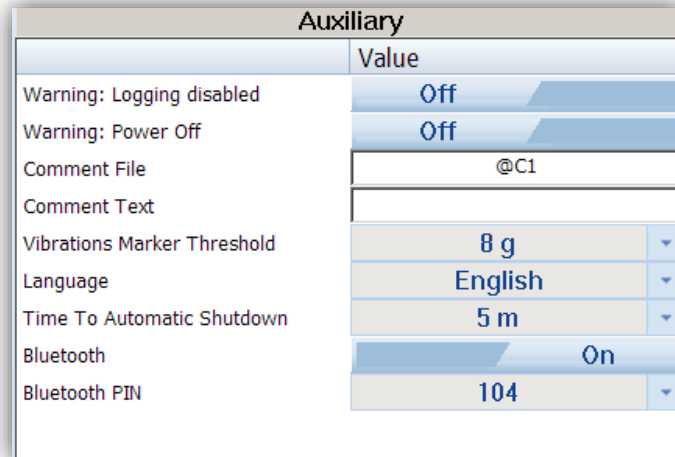 Auxiliary
Value
Warning: Logging disabled Off
Warning: Power Off Off
Comment File @C1
Comment Text
Vibrations Marker Threshold 8 g
Language English
Time To Automatic Shutdown 5 m
Bluetooth On
Bluetooth PIN 104